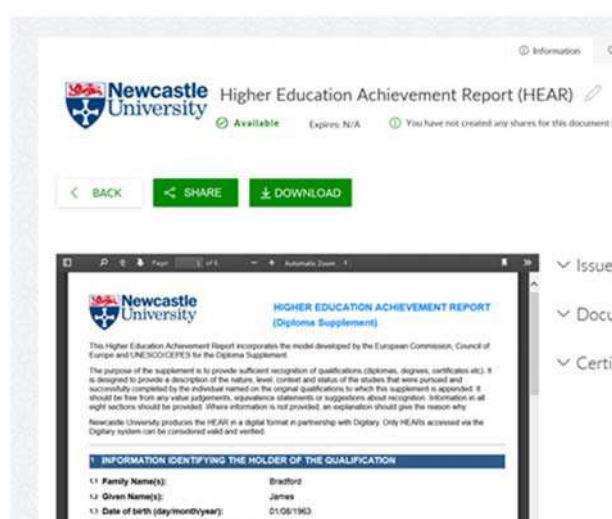 Information
Newcastle
University
Higher Education Achievement Report (HEAR)
Available
Expires: N/A
You have not created any shares for this document
BACK
SHARE
DOWNLOAD
Page: 1 of 6
Automatic Zoom
Issue
Docu
Certi
Newcastle
University
HIGHER EDUCATION ACHIEVEMENT REPORT
(Diploma Supplement)
This Higher Education Achievement Report incorporates the model developed by the European Commission, Council of
Europe and UNESCO/CEPES for the Diploma Supplement.
The purpose of the supplement is to provide sufficient recognition of qualifications (diplomas, degrees, certificates etc). It
is designed to provide a description of the nature, level, context and status of the studies that were pursued and
successfully completed by the individual named on the original qualifications to which this supplement is appended. It
should be free from any value judgements, equivalence statements or suggestions about recognition. Information in all
eight sections should be provided. Where information is not provided, an explanation should give the reason why.
Newcastle University produces the HEAR in a digital format in partnership with Digitary. Only HEARs accessed via the
Digitary system can be considered valid and verified.
1 INFORMATION IDENTIFYING THE HOLDER OF THE QUALIFICATION
1.1 Family Name(s): Bradford
1.2 Given Name(s): James
1.3 Date of birth (day/month/year): 01/08/1963